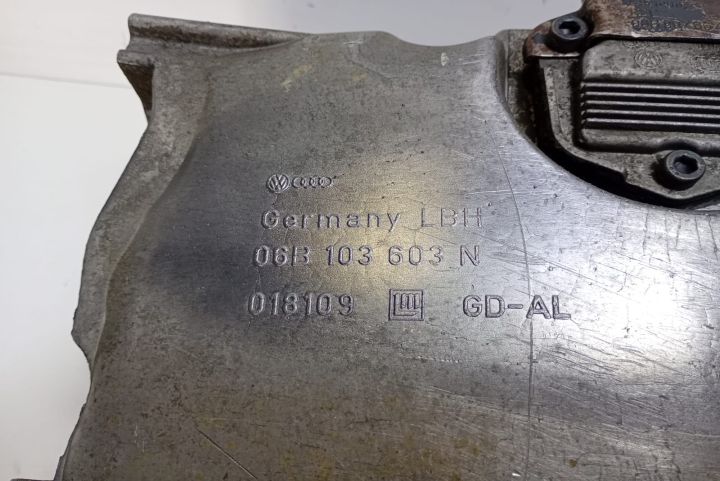 Germany LBH
06B 103 603 N
018109 GD-AL